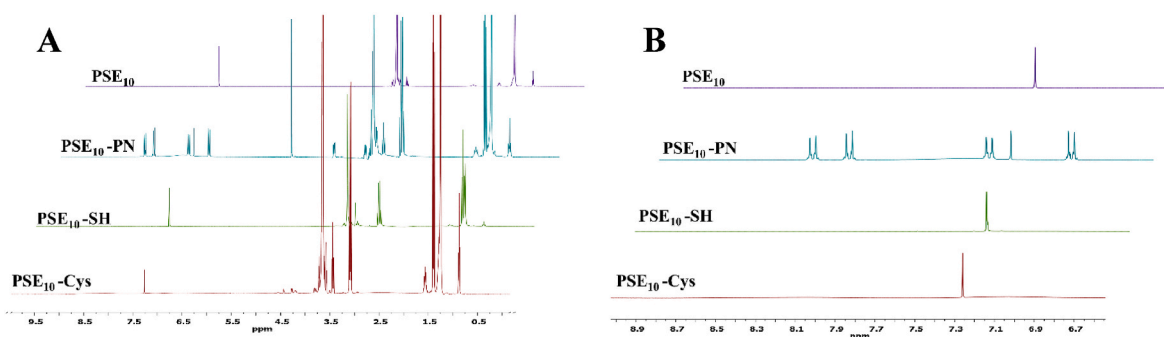 A
PSE10
PSE10-PN
PSE10-SH
PSE10-Cys
9.5 8.5 7.5 6.5 5.5 4.5 3.5 2.5 1.5 0.5
ppm
B
PSE10
PSE10-PN
PSE10-SH
PSE10-Cys
8.9 8.7 8.5 8.3 8.1 7.9 7.7 7.5 7.3 7.1 6.9 6.7
ppm